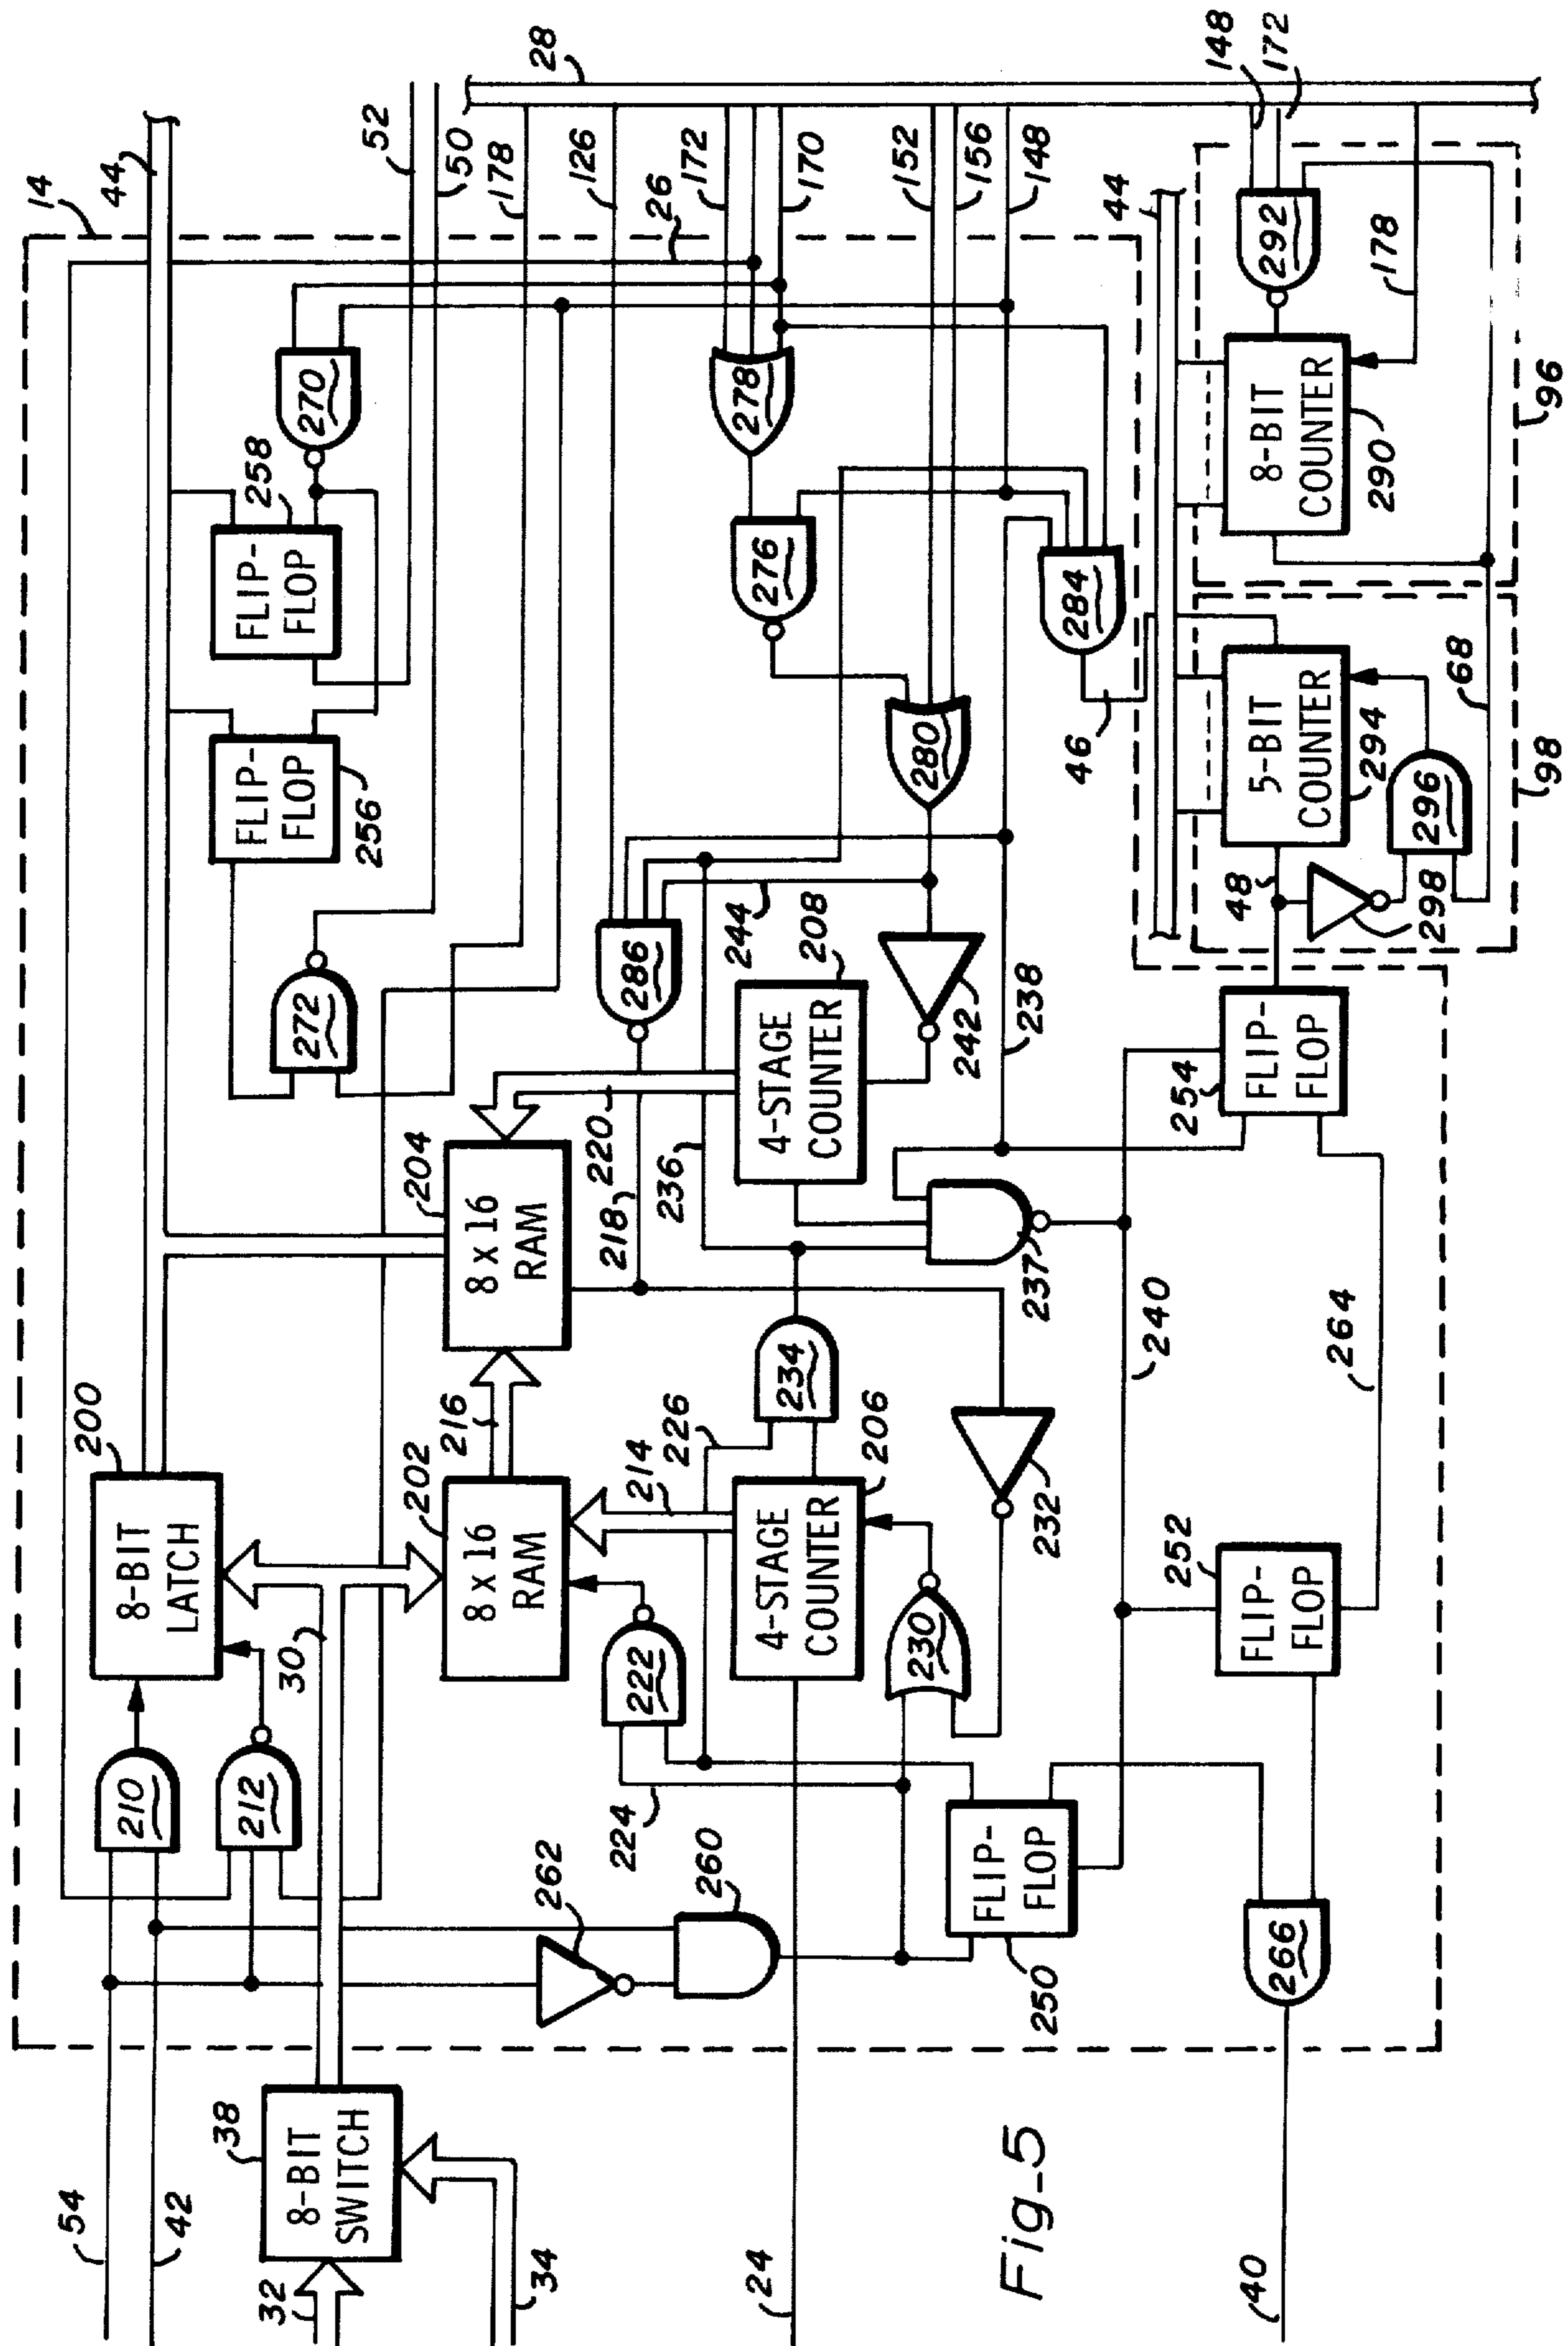 14
44
52
50
178
126
26
172
170
152
156
148
28
148
172
200
8-BIT
LATCH
210
212
30
38
8-BIT
SWITCH
54
42
32
34
24
40
202
8 x 16
RAM
216
204
8 x 16
RAM
220
218
236
214
226
222
224
262
260
4-STAGE
COUNTER
206
234
230
232
4-STAGE
COUNTER
208
244
242
238
237
240
264
FLIP-
FLOP
250
252
FLIP-
FLOP
254
FLIP-
FLOP
266
FLIP-
FLOP
256
FLIP-
FLOP
258
270
272
278
276
280
284
286
46
44
48
5-BIT
COUNTER
294
296
298
98
68
8-BIT
COUNTER
290
292
178
96
Fig_5